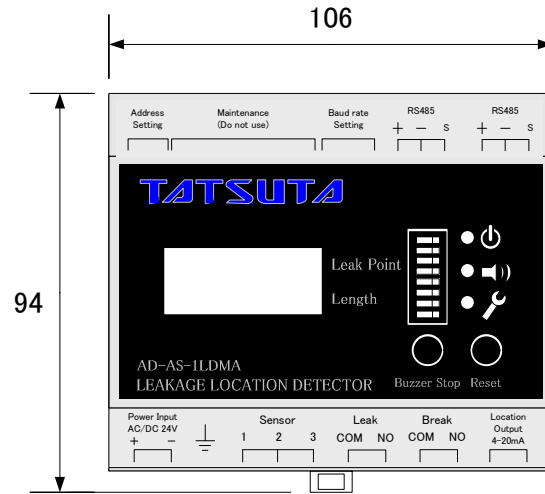 106
94
Address Setting
Maintenance (Do not use)
Baud rate Setting
RS485
+ − S
RS485
+ − S
TATSUTA
Leak Point
Length
AD-AS-1LDMA
LEAKAGE LOCATION DETECTOR
Buzzer Stop
Reset
Power Input
AC/DC 24V
+ −
Sensor
1 2 3
Leak
COM NO
Break
COM NO
Location
Output
4-20mA